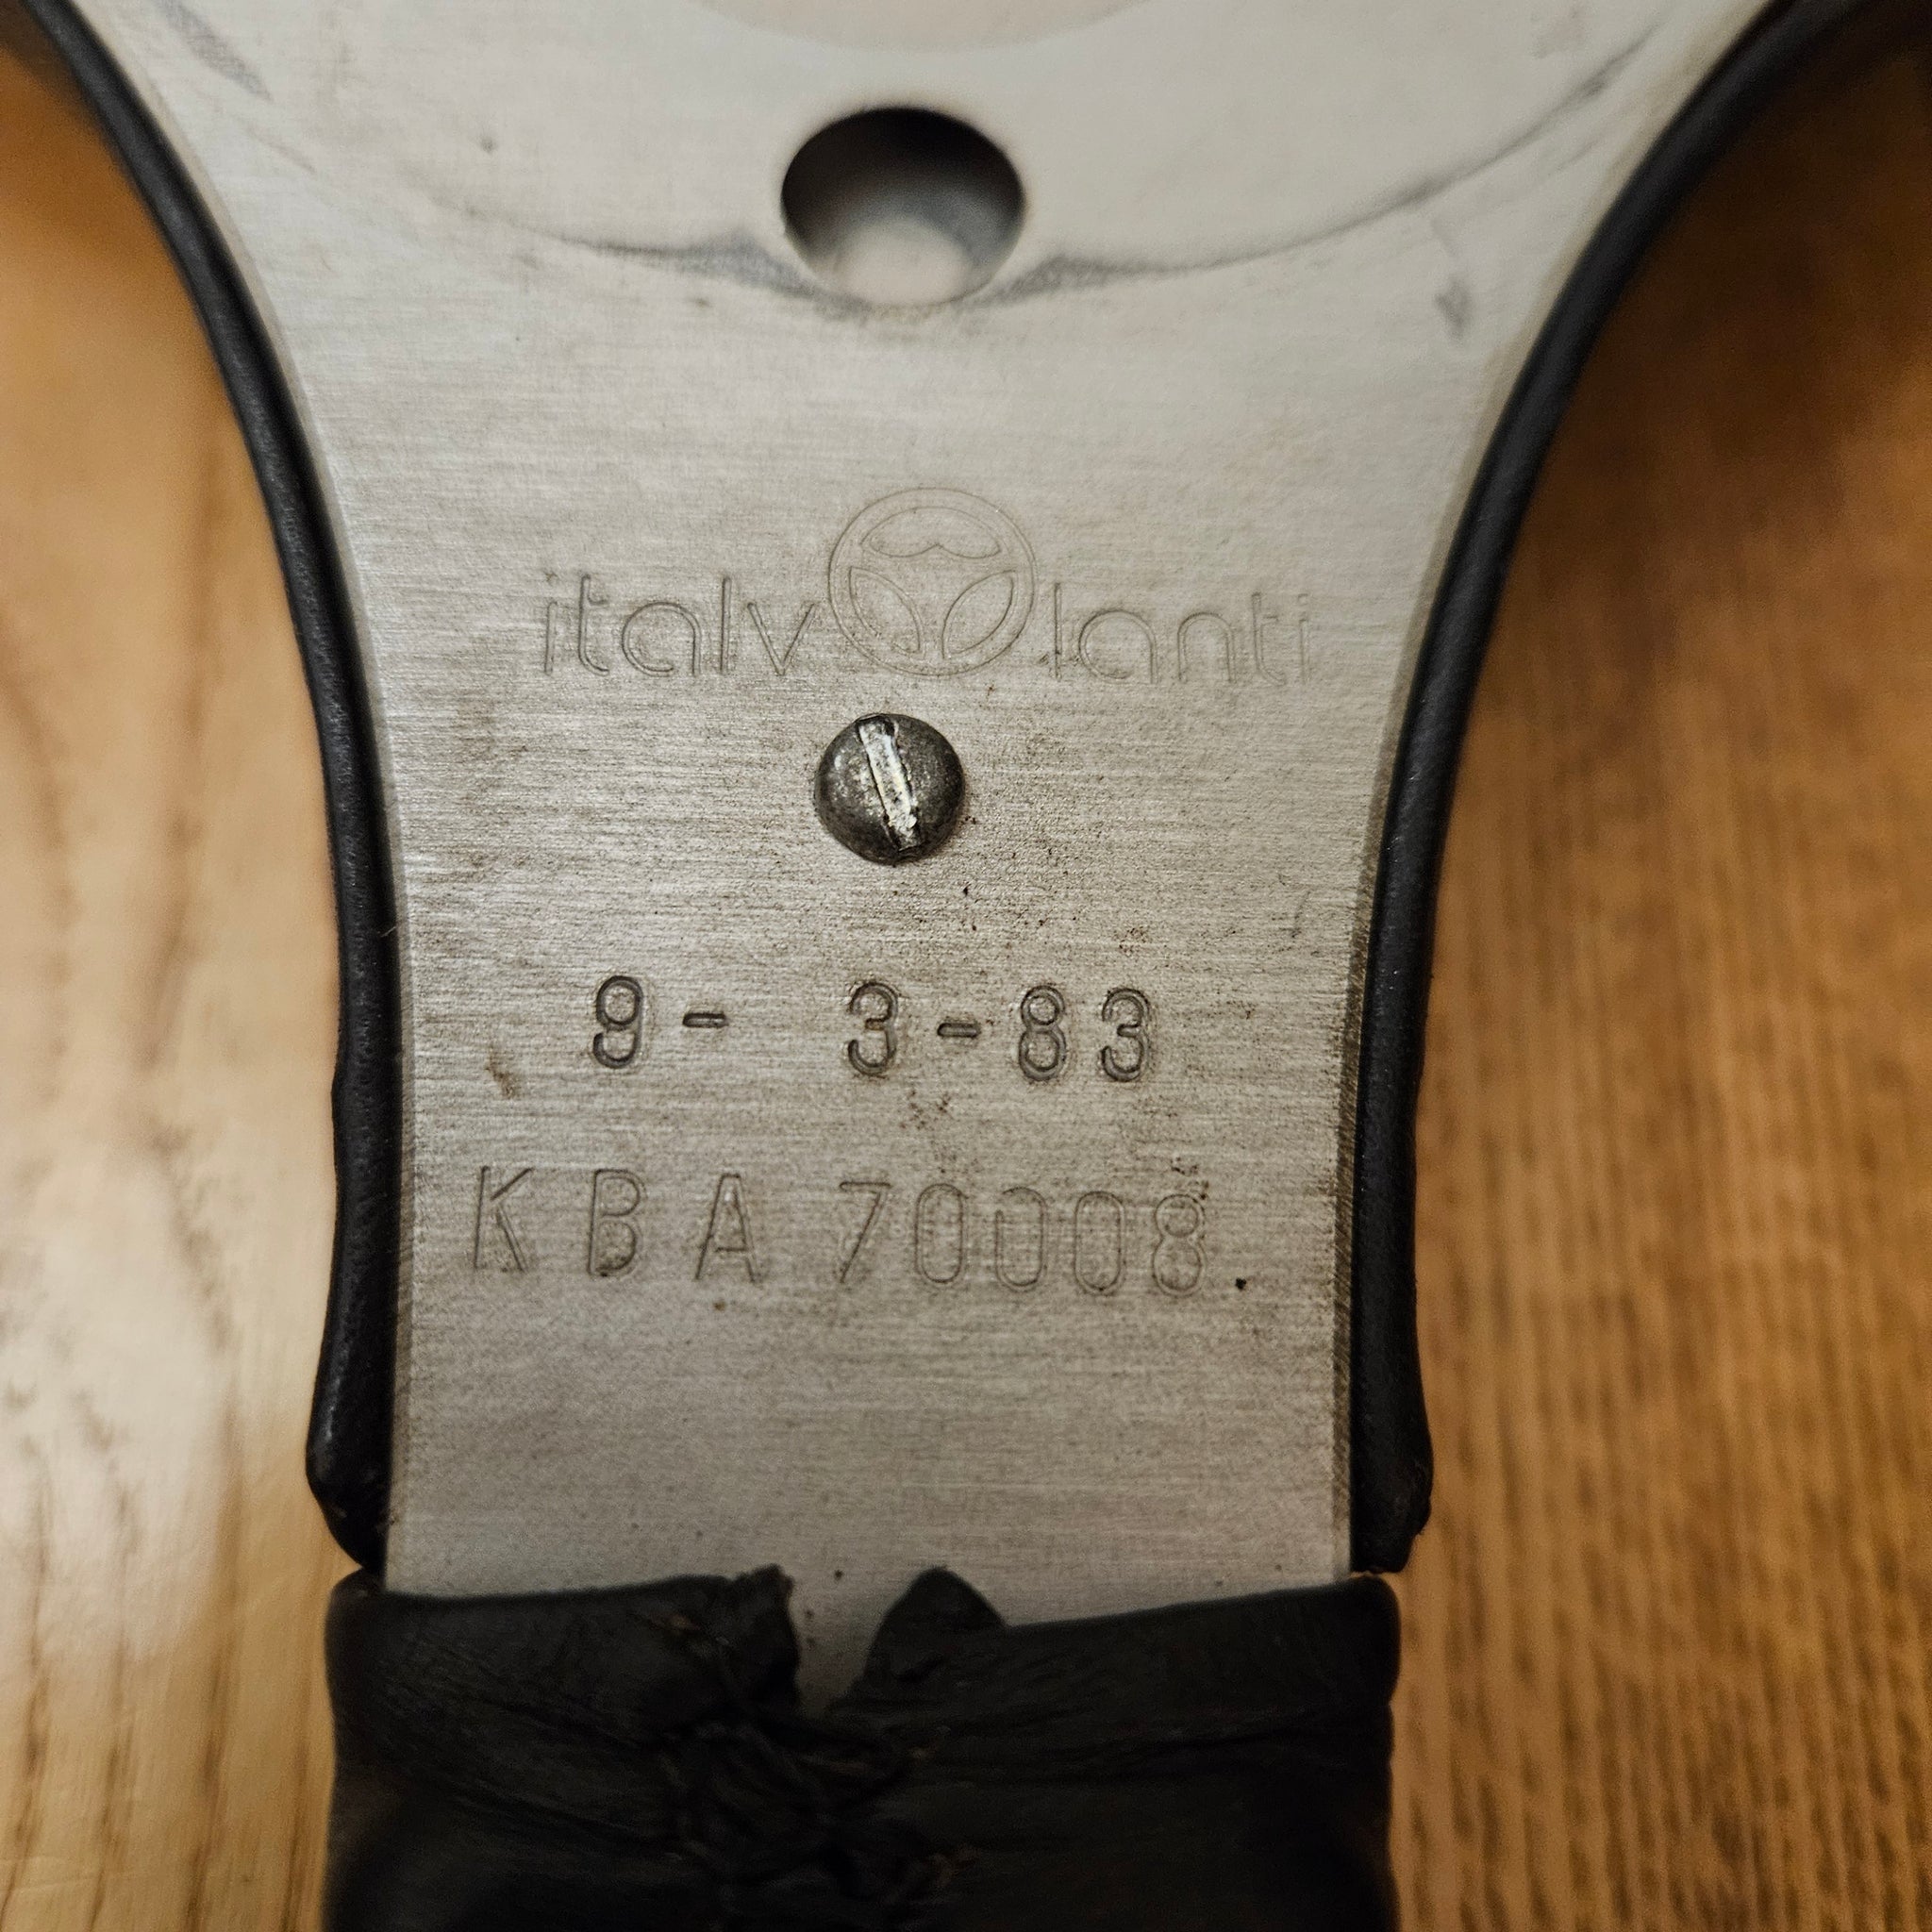 italvolanti
9- 3-83
KBA 70008